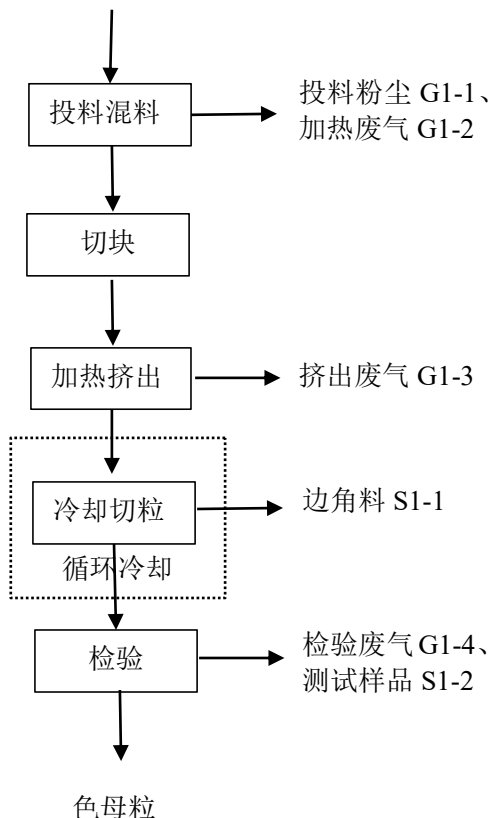 投料混料
投料粉尘 G1-1、
加热废气 G1-2
切块
加热挤出
挤出废气 G1-3
冷却切粒
边角料 S1-1
循环冷却
检验
检验废气 G1-4、
测试样品 S1-2
色母粒